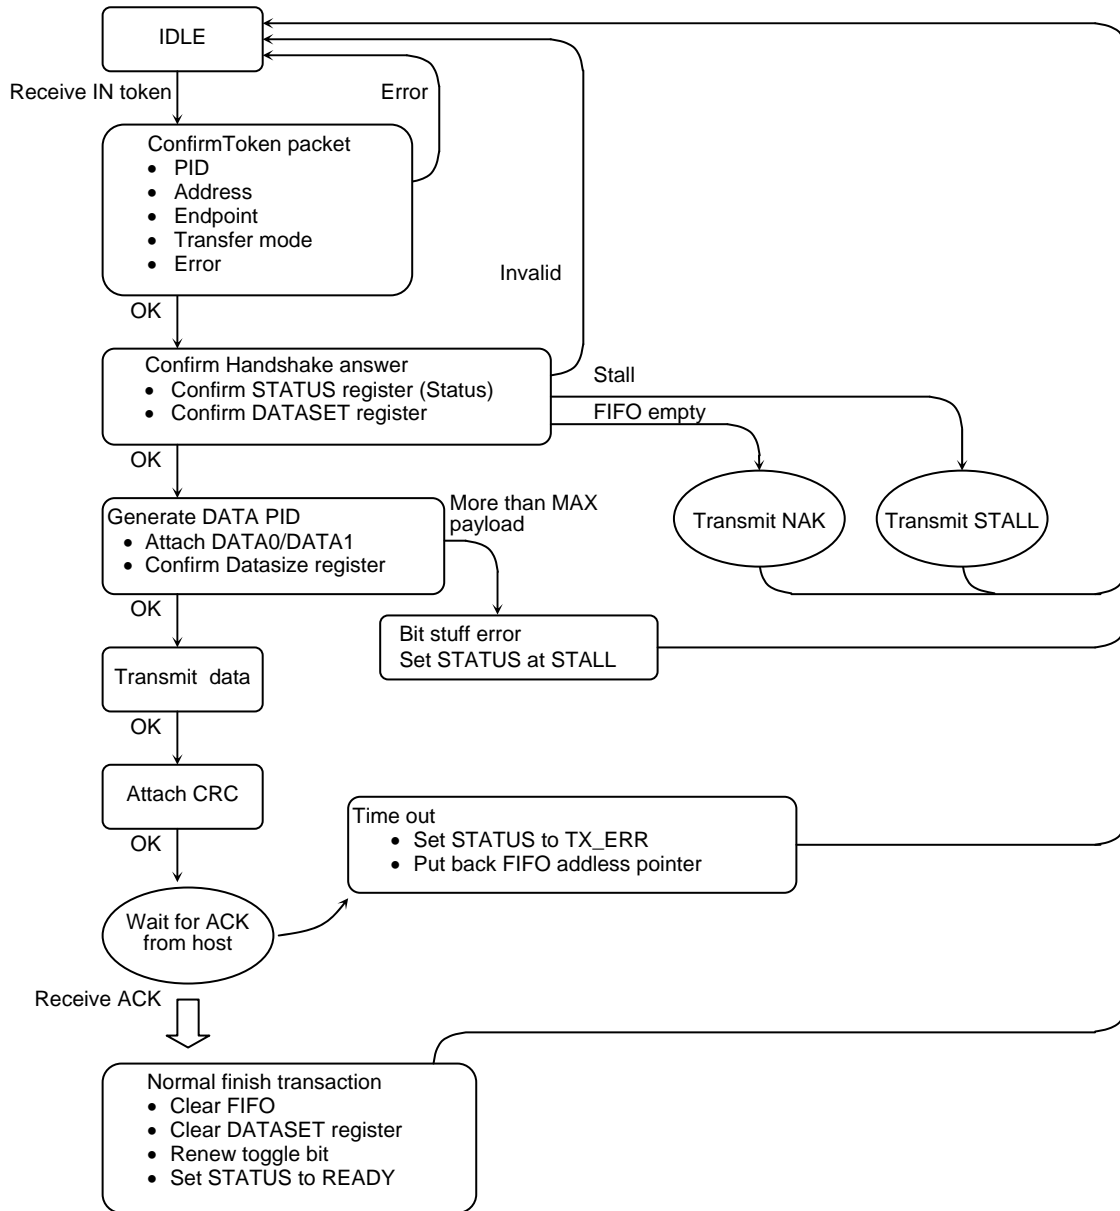 IDLE
Receive IN token
Error
ConfirmToken packet
• PID
• Address
• Endpoint
• Transfer mode
• Error
Invalid
OK
Confirm Handshake answer
• Confirm STATUS register (Status)
• Confirm DATASET register
Stall
FIFO empty
OK
Generate DATA PID
• Attach DATA0/DATA1
• Confirm Datasize register
More than MAX
payload
Transmit NAK
Transmit STALL
OK
Bit stuff error
Set STATUS at STALL
Transmit data
OK
Attach CRC
OK
Time out
• Set STATUS to TX_ERR
• Put back FIFO addless pointer
Wait for ACK
from host
Receive ACK
Normal finish transaction
• Clear FIFO
• Clear DATASET register
• Renew toggle bit
• Set STATUS to READY